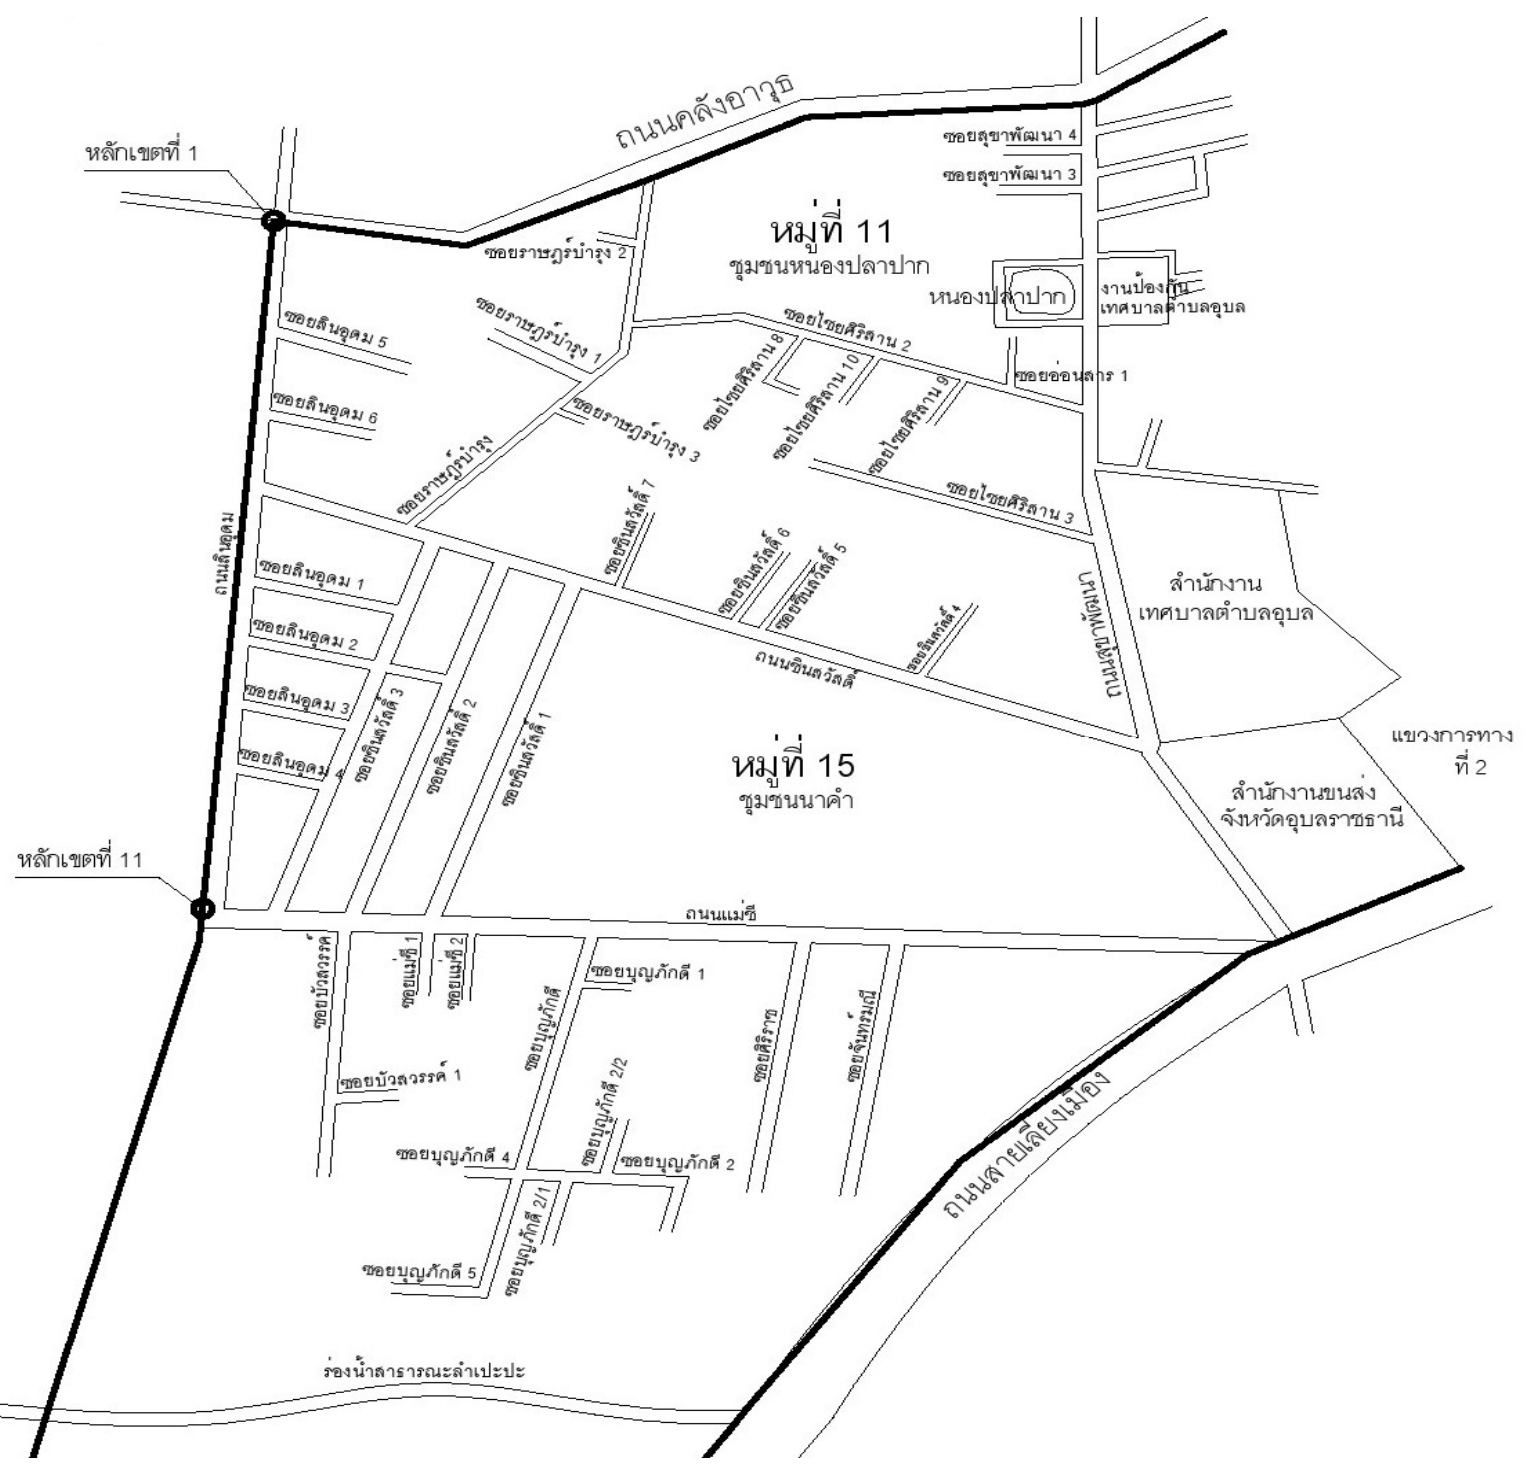 ถนนคลังอาวุธ
หลักเขตที่ 1
ซอยสุขาพัฒนา 4
ซอยสุขาพัฒนา 3
หมู่ที่ 11
ชุมชนหนองปลาปาก
ซอยราษฎร์บำรุง 2
หนองปลาปาก
งานป้องกัน
เทศบาลตำบลอุบล
ซอยลินอุดม 5
ซอยราษฎร์บำรุง 1
ซอยไชยศิริสาน 2
ซอยไชยศิริสาน 8
ซอยไชยศิริสาน 10
ซอยไชยศิริสาน 9
ซอยอ่อนสาร 1
ซอยลินอุดม 6
ซอยราษฎร์บำรุง 3
ซอยราษฎร์บำรุง
ซอยไชยศิริสาน 3
ซอยชินสวัสดิ์ 7
ซอยชินสวัสดิ์ 6
ซอยชินสวัสดิ์ 5
ซอยชินสวัสดิ์ 4
ถนนลินอุดม
ซอยลินอุดม 1
ซอยลินอุดม 2
ซอยลินอุดม 3
ซอยลินอุดม 4
ถนนสุขาพัฒนา
สำนักงาน
เทศบาลตำบลอุบล
ถนนชินสวัสดิ์
ซอยชินสวัสดิ์ 3
ซอยชินสวัสดิ์ 2
ซอยชินสวัสดิ์ 1
หมู่ที่ 15
ชุมชนนาคำ
แขวงการทาง
ที่ 2
สำนักงานขนส่ง
จังหวัดอุบลราชธานี
หลักเขตที่ 11
ถนนแม่ชี
ซอยบัวสวรรค์
ซอยแม่ชี 1
ซอยแม่ชี 2
ซอยบุญภักดี 1
ซอยบุญภักดี
ซอยศิริราช
ซอยจันทร์มณี
ซอยบัวสวรรค์ 1
ซอยบุญภักดี 2/2
ซอยบุญภักดี 4
ซอยบุญภักดี 2
ซอยบุญภักดี 2/1
ซอยบุญภักดี 5
ถนนสายเลี่ยงเมือง
ร่องน้ำสาธารณะลำเปะปะ